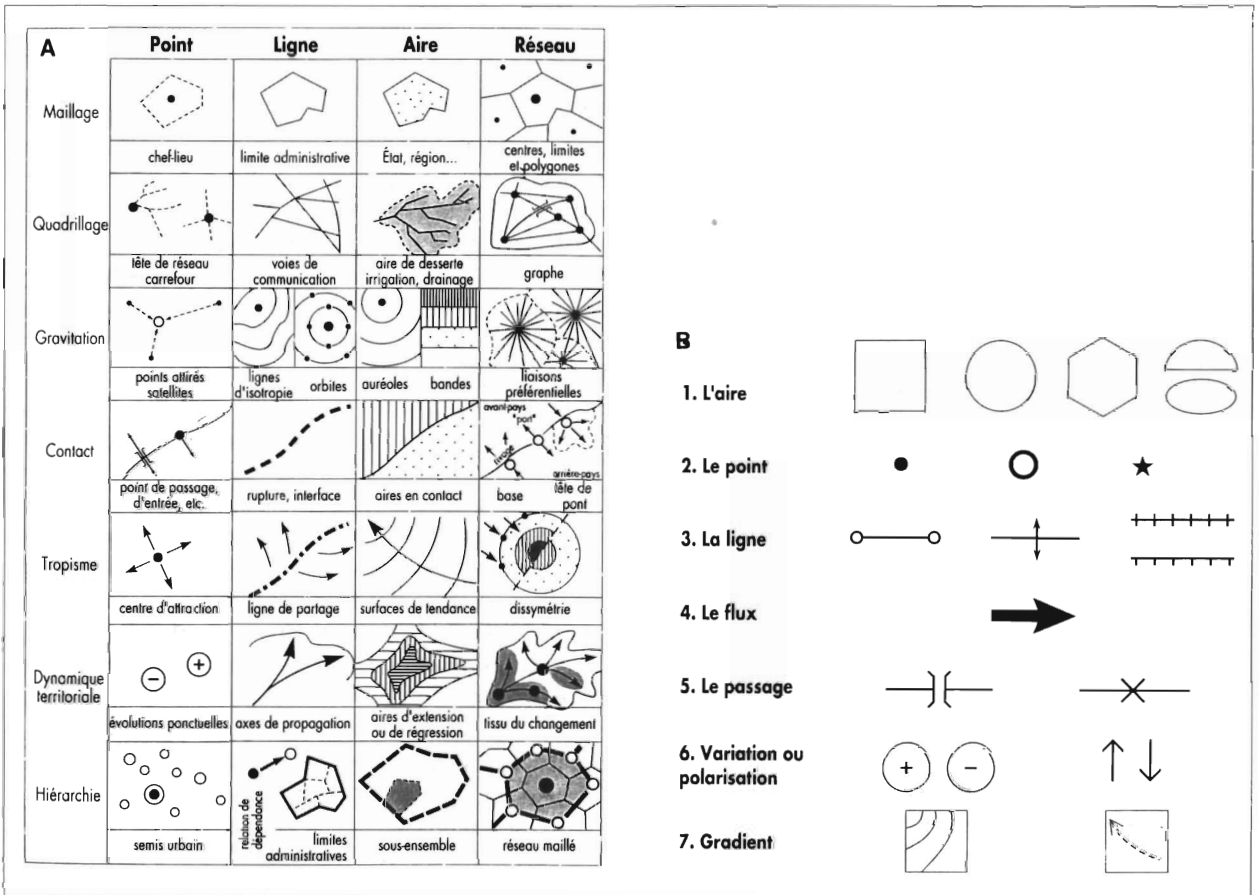 A
Point Ligne Aire Réseau
Maillage
chef-lieu limite administrative État, région... centres, limites
et polygones
Quadrillage
tête de réseau voies de aire de desserte graphe
carrefour communication irrigation, drainage
Gravitation
points attirés lignes orbites auréoles bandes liaisons
satellites d'isotropie préférentielles
Contact
avant-pays
"port"
rivage
arrière-pays
point de passage, rupture, interface aires en contact base tête de
d'entrée, etc. pont
Tropisme
centre d'attraction ligne de partage surfaces de tendance dissymétrie
Dynamique
territoriale
évolutions ponctuelles axes de propagation aires d'extension tissu du changement
ou de régression
Hiérarchie
relation de
dépendance
semis urbain limites sous-ensemble réseau maillé
administratives
B
1. L'aire
2. Le point
3. La ligne
4. Le flux
5. Le passage
6. Variation ou
polarisation
7. Gradient